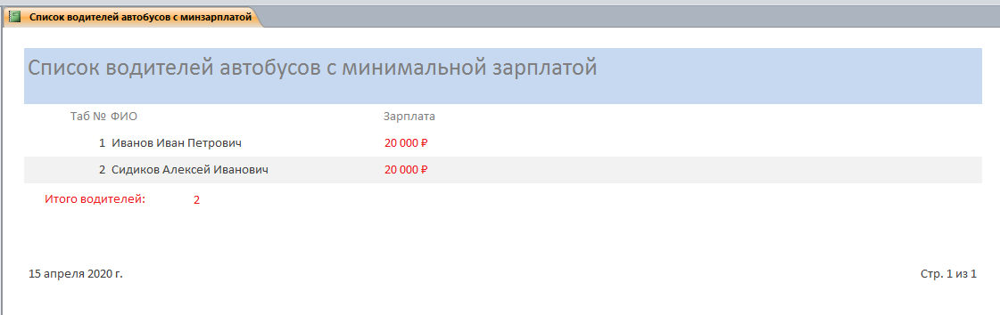 Список водителей автобусов с минзарплатой
Список водителей автобусов с минимальной зарплатой
Таб № ФИО Зарплата
1 Иванов Иван Петрович 20 000 ₽
2 Сидиков Алексей Иванович 20 000 ₽
Итого водителей: 2
15 апреля 2020 г. Стр. 1 из 1